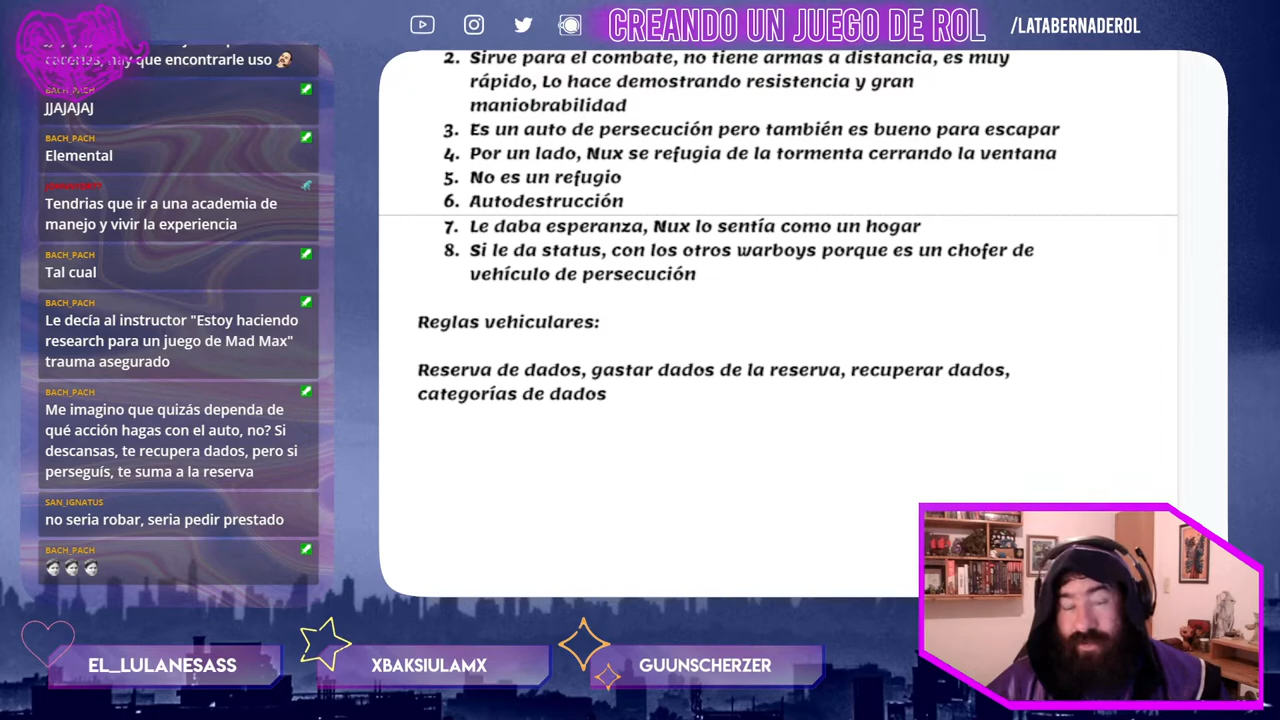 CREANDO UN JUEGO DE ROL
/LATABERNADEROL
cacerias, hay que encontrarle uso
BACH_PACH
JJAJAJAJ
BACH_PACH
Elemental
Tendrias que ir a una academia de
manejo y vivir la experiencia
BACH_PACH
Tal cual
BACH_PACH
Le decía al instructor "Estoy haciendo
research para un juego de Mad Max"
trauma asegurado
BACH_PACH
Me imagino que quizás dependa de
qué acción hagas con el auto, no? Si
descansas, te recupera dados, pero si
perseguís, te suma a la reserva
SAN_IGNATUS
no seria robar, seria pedir prestado
BACH_PACH
2. Sirve para el combate, no tiene armas a distancia, es muy
rápido, Lo hace demostrando resistencia y gran
maniobrabilidad
3. Es un auto de persecución pero también es bueno para escapar
4. Por un lado, Nux se refugia de la tormenta cerrando la ventana
5. No es un refugio
6. Autodestrucción
7. Le daba esperanza, Nux lo sentía como un hogar
8. Si le da status, con los otros warboys porque es un chofer de
vehículo de persecución
Reglas vehiculares:
Reserva de dados, gastar dados de la reserva, recuperar dados,
categorías de dados
EL_LULANESASS
XBAKSIULAMX
GUUNSCHERZER